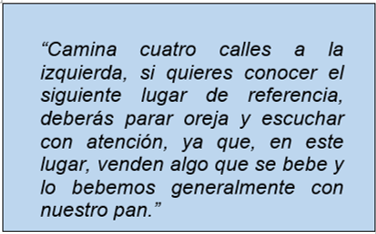 “Camina cuatro calles a la
izquierda, si quieres conocer el
siguiente lugar de referencia,
deberás parar oreja y escuchar
con atención, ya que, en este
lugar, venden algo que se bebe y
lo bebemos generalmente con
nuestro pan.”